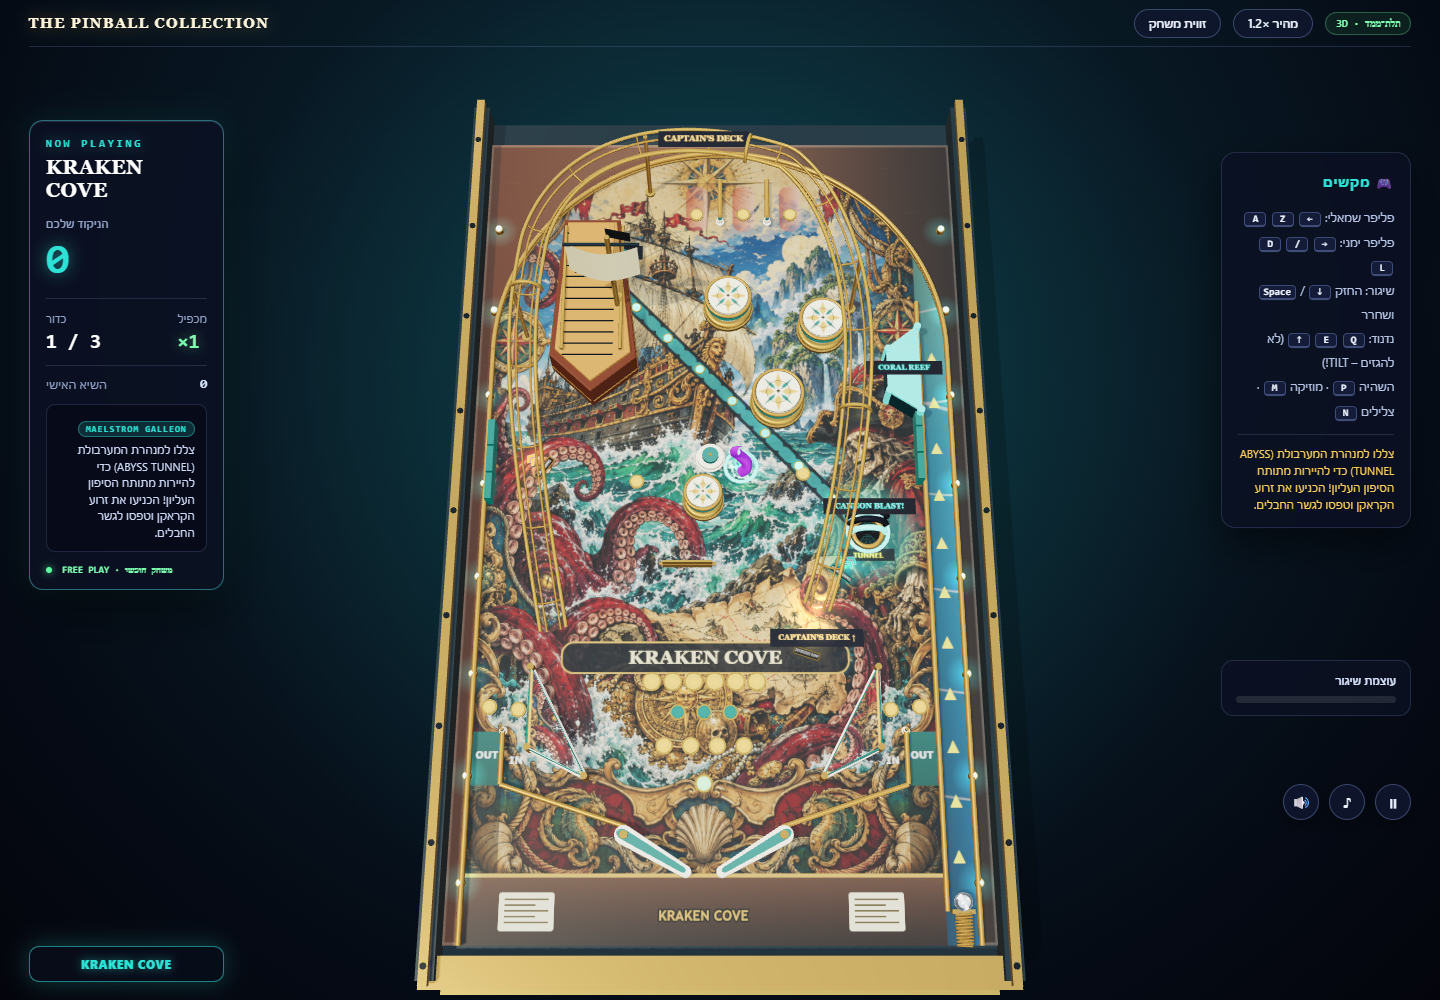 THE PINBALL COLLECTION
זווית משחק
מהיר ×1.2
תלת־ממד · 3D
NOW PLAYING
KRAKEN
COVE
הניקוד שלכם
0
כדור
מכפיל
1 / 3
×1
השיא האישי
0
MAELSTROM GALLEON
צללו למנהרת המערבולת
(ABYSS TUNNEL) כדי
להיירות מתותח הסיפון
העליון! הכניעו את זרוע
הקראקן וטפסו לגשר
החבלים.
FREE PLAY · משחק חופשי
KRAKEN COVE
CAPTAIN'S DECK
CORAL REEF
CANNON BLAST!
TUNNEL
CAPTAIN'S DECK ↑
KRAKEN COVE
OUT
IN
IN
OUT
KRAKEN COVE
🎮 מקשים
פליפר שמאלי: ← Z A
פליפר ימני: → / D
L
שיגור: החזק ↓ / Space
ושחרר
נדנוד: Q E ↑ (לא
להגזים – TILT!)
השהיה P · מוזיקה M ·
צלילים N
צללו למנהרת המערבולת (ABYSS
TUNNEL) כדי להיירות מתותח
הסיפון העליון! הכניעו את זרוע
הקראקן וטפסו לגשר החבלים.
עוצמת שיגור